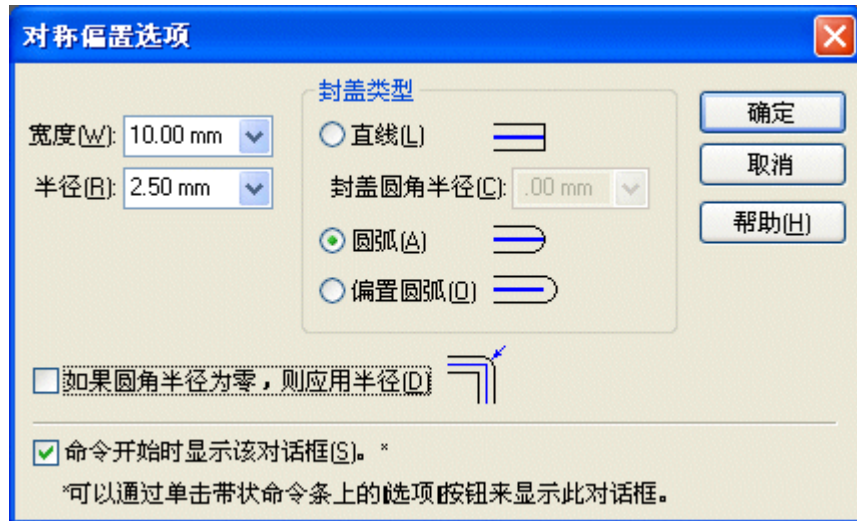 对称偏置选项
封盖类型
宽度(W): 10.00 mm
直线(L)
确定
半径(R): 2.50 mm
封盖圆角半径(C): .00 mm
取消
圆弧(A)
帮助(H)
偏置圆弧(O)
如果圆角半径为零，则应用半径(D)
命令开始时显示该对话框(S)。*
*可以通过单击带状命令条上的“选项”按钮来显示此对话框。